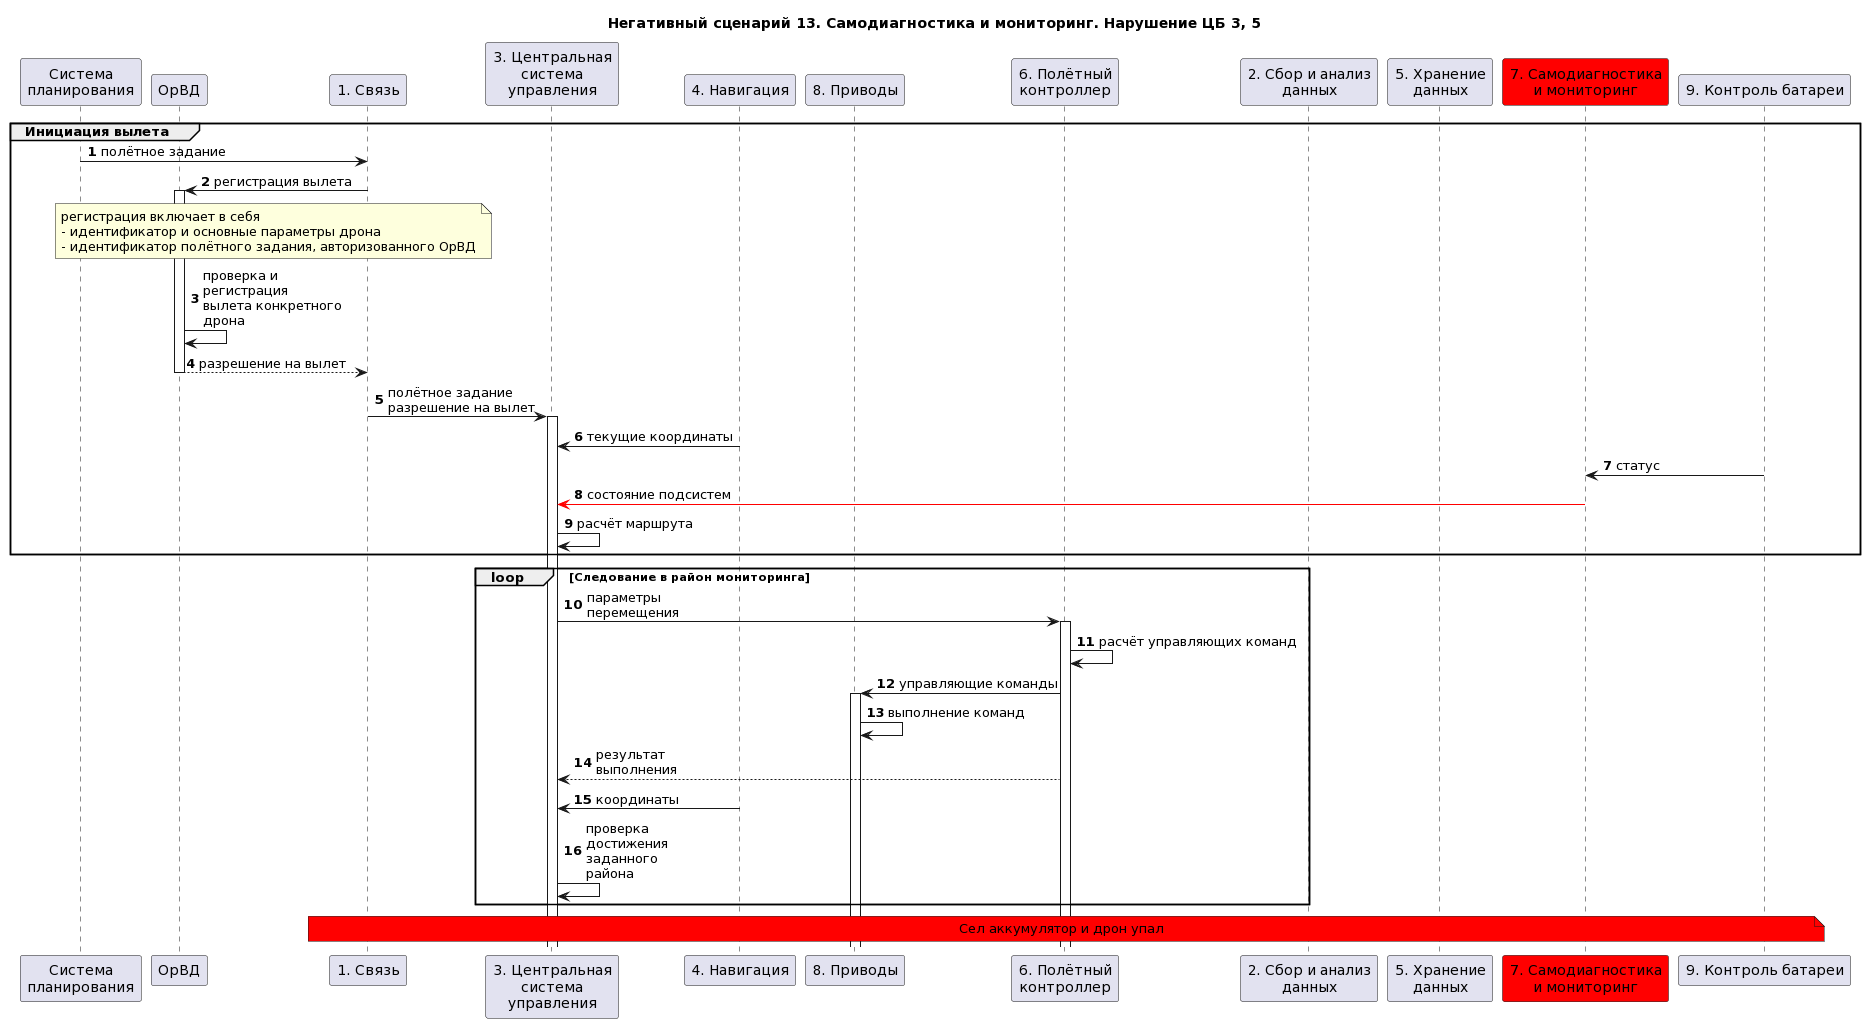 Негативный сценарий 13. Самодиагностика и мониторинг. Нарушение ЦБ 3, 5
Система
планирования
ОрВД
1. Связь
3. Центральная
система
управления
4. Навигация
8. Приводы
6. Полётный
контроллер
2. Сбор и анализ
данных
5. Хранение
данных
7. Самодиагностика
и мониторинг
9. Контроль батареи
Инициация вылета
1 полётное задание
2 регистрация вылета
регистрация включает в себя
- идентификатор и основные параметры дрона
- идентификатор полётного задания, авторизованного ОрВД
3 проверка и
регистрация
вылета конкретного
дрона
4 разрешение на вылет
5 полётное задание
разрешение на вылет
6 текущие координаты
7 статус
8 состояние подсистем
9 расчёт маршрута
loop [Следование в район мониторинга]
10 параметры
перемещения
11 расчёт управляющих команд
12 управляющие команды
13 выполнение команд
14 результат
выполнения
15 координаты
16 проверка
достижения
заданного
района
Сел аккумулятор и дрон упал
Система
планирования
ОрВД
1. Связь
3. Центральная
система
управления
4. Навигация
8. Приводы
6. Полётный
контроллер
2. Сбор и анализ
данных
5. Хранение
данных
7. Самодиагностика
и мониторинг
9. Контроль батареи